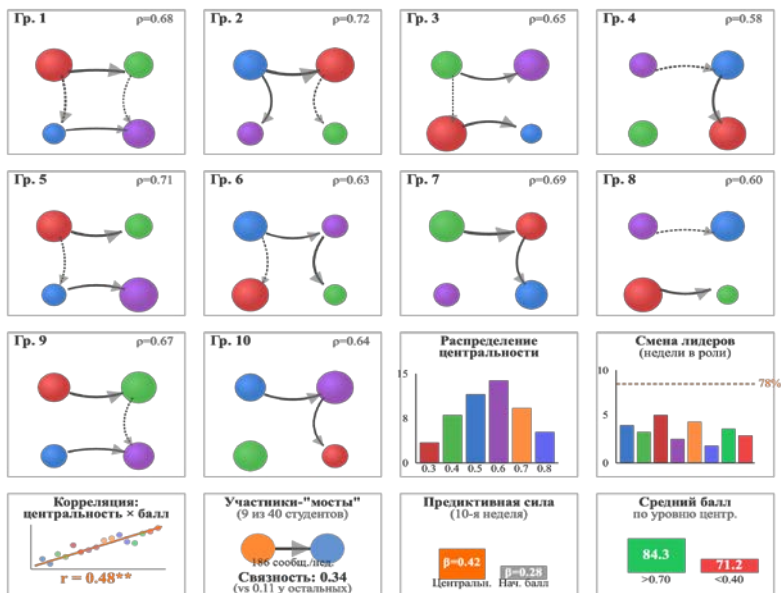 Гр. 1 ρ=0.68
Гр. 2 ρ=0.72
Гр. 3 ρ=0.65
Гр. 4 ρ=0.58
Гр. 5 ρ=0.71
Гр. 6 ρ=0.63
Гр. 7 ρ=0.69
Гр. 8 ρ=0.60
Гр. 9 ρ=0.67
Гр. 10 ρ=0.64
Распределение
центральности
15
8
0
0.3 0.4 0.5 0.6 0.7 0.8
Смена лидеров
(недели в роли)
10
78%
5
0
Корреляция:
центральность × балл
r = 0.48**
Участники-"мосты"
(9 из 40 студентов)
186 сообщ./нед.
Связность: 0.34
(vs 0.11 у остальных)
Предиктивная сила
(10-я неделя)
β=0.42
β=0.28
Центральн. Нач. балл
Средний балл
по уровню центр.
84.3
71.2
>0.70 <0.40